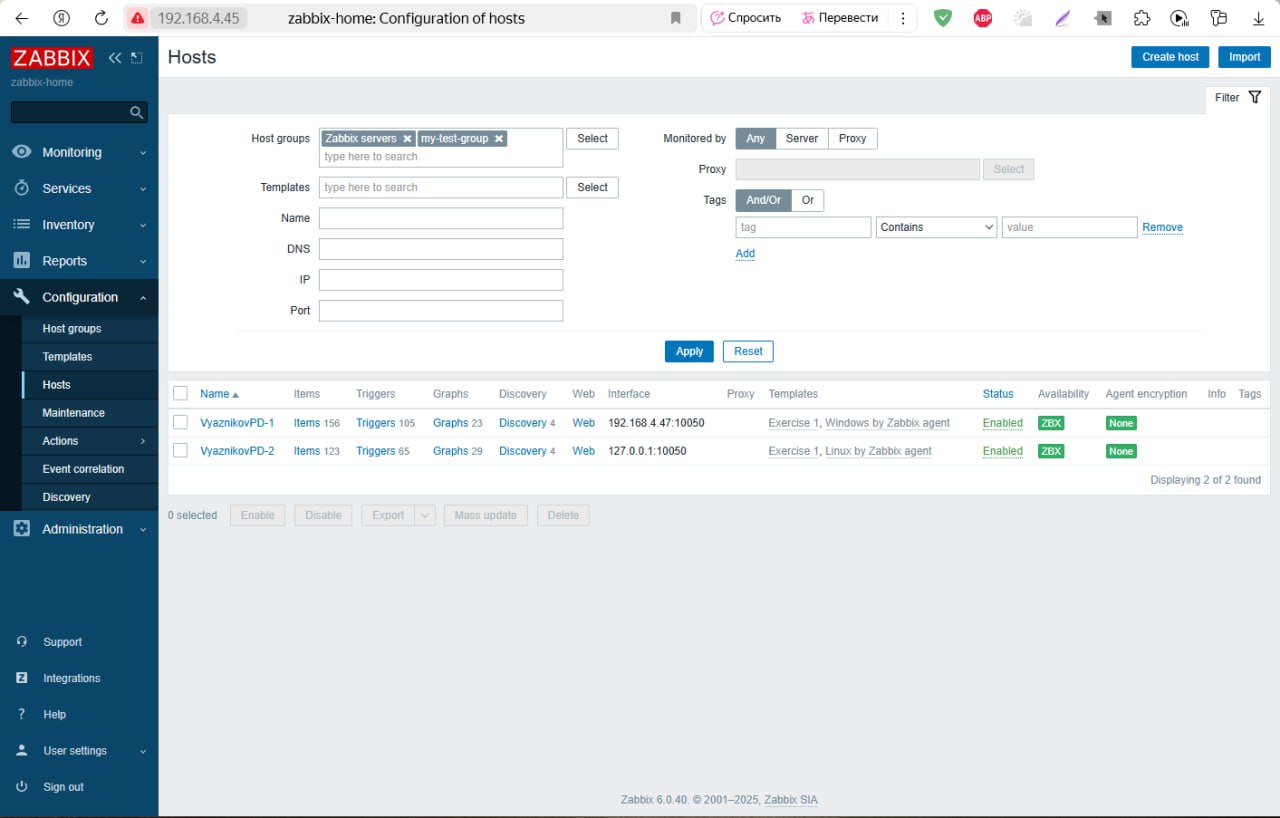 192.168.4.45 zabbix-home: Configuration of hosts Спросить Перевести
ABP
ZABBIX
zabbix-home
Hosts
Create host Import
Filter
Monitoring
Services
Inventory
Reports
Configuration
Host groups
Templates
Hosts
Maintenance
Actions
Event correlation
Discovery
Administration
Support
Integrations
Help
User settings
Sign out
Host groups Zabbix servers my-test-group Select
type here to search
Templates type here to search Select
Name
DNS
IP
Port
Monitored by Any Server Proxy
Proxy Select
Tags And/Or Or
tag Contains value Remove
Add
Apply Reset
Name Items Triggers Graphs Discovery Web Interface Proxy Templates Status Availability Agent encryption Info Tags
VyaznikovPD-1 Items 156 Triggers 105 Graphs 23 Discovery 4 Web 192.168.4.47:10050 Exercise 1, Windows by Zabbix agent Enabled ZBX None
VyaznikovPD-2 Items 123 Triggers 65 Graphs 29 Discovery 4 Web 127.0.0.1:10050 Exercise 1, Linux by Zabbix agent Enabled ZBX None
Displaying 2 of 2 found
0 selected Enable Disable Export Mass update Delete
Zabbix 6.0.40. © 2001–2025, Zabbix SIA